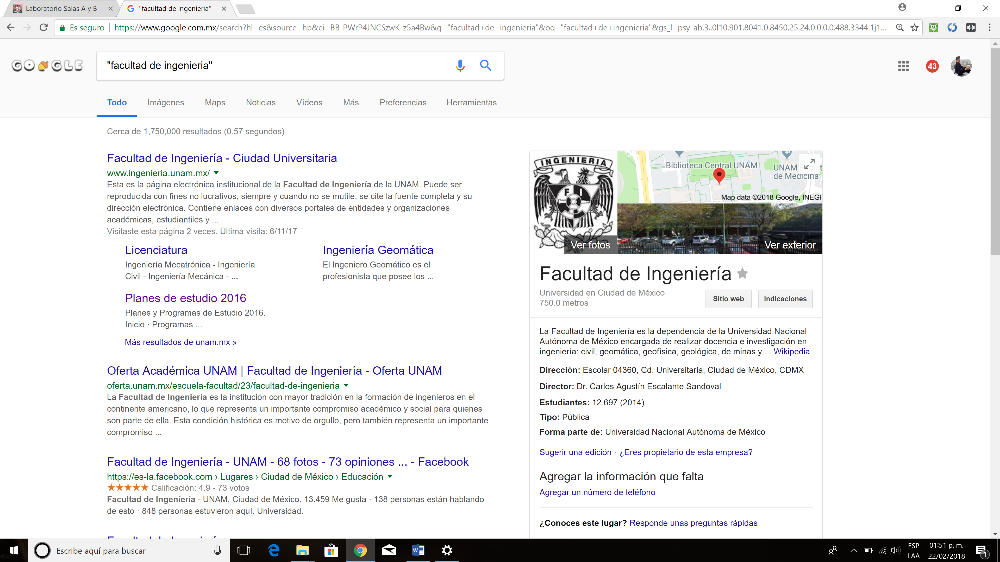 Laboratorio Salas A y B
"facultad de ingenieria" -
Es seguro
https://www.google.com.mx/search?hl=es&source=hp&ei=BB-PWrP4JNCSzwK-z5a4Bw&q="facultad+de+ingenieria"&oq="facultad+de+ingenieria"&gs_l=psy-ab.3..0l10.901.8041.0.8450.25.24.0.0.0.0.488.3344.1j1...
GOOGLE
"facultad de ingenieria"
43
Todo Imágenes Maps Noticias Vídeos Más Preferencias Herramientas
Cerca de 1,750,000 resultados (0.57 segundos)
Facultad de Ingeniería - Ciudad Universitaria
www.ingenieria.unam.mx/
Esta es la página electrónica institucional de la Facultad de Ingeniería de la UNAM. Puede ser
reproducida con fines no lucrativos, siempre y cuando no se mutile, se cite la fuente completa y su
dirección electrónica. Contiene enlaces con diversos portales de entidades y organizaciones
académicas, estudiantiles y ...
Visitaste esta página 2 veces. Última visita: 6/11/17
Licenciatura
Ingeniería Mecatrónica - Ingeniería
Civil - Ingeniería Mecánica - ...
Ingeniería Geomática
El Ingeniero Geomático es el
profesionista que posee los ...
Planes de estudio 2016
Planes y Programas de Estudio 2016.
Inicio · Programas ...
Más resultados de unam.mx »
Oferta Académica UNAM | Facultad de Ingeniería - Oferta UNAM
oferta.unam.mx/escuela-facultad/23/facultad-de-ingenieria
La Facultad de Ingeniería es la institución con mayor tradición en la formación de ingenieros en el
continente americano, lo que representa un importante compromiso académico y social para quienes
son parte de ella. Esta condición histórica es motivo de orgullo, pero también representa un importante
compromiso ...
Facultad de Ingeniería - UNAM - 68 fotos - 73 opiniones ... - Facebook
https://es-la.facebook.com › Lugares › Ciudad de México › Educación
Calificación: 4.9 - 73 votos
Facultad de Ingeniería - UNAM, Ciudad de México. 13.459 Me gusta · 138 personas están hablando
de esto · 848 personas estuvieron aquí. Universidad.
INGENIERIA
F I
Ver fotos
Biblioteca Central UNAM
UNAM Facult
de Medicina
Map data ©2018 Google, INEGI
Ver exterior
Facultad de Ingeniería
Universidad en Ciudad de México
750.0 metros
Sitio web
Indicaciones
La Facultad de Ingeniería es la dependencia de la Universidad Nacional
Autónoma de México encargada de realizar docencia e investigación en
ingeniería: civil, geomática, geofísica, geológica, de minas y ... Wikipedia
Dirección: Escolar 04360, Cd. Universitaria, Ciudad de México, CDMX
Director: Dr. Carlos Agustín Escalante Sandoval
Estudiantes: 12.697 (2014)
Tipo: Pública
Forma parte de: Universidad Nacional Autónoma de México
Sugerir una edición · ¿Eres propietario de esta empresa?
Agregar la información que falta
Agregar un número de teléfono
¿Conoces este lugar? Responde unas preguntas rápidas
Escribe aquí para buscar
ESP
LAA
01:51 p. m.
22/02/2018
1